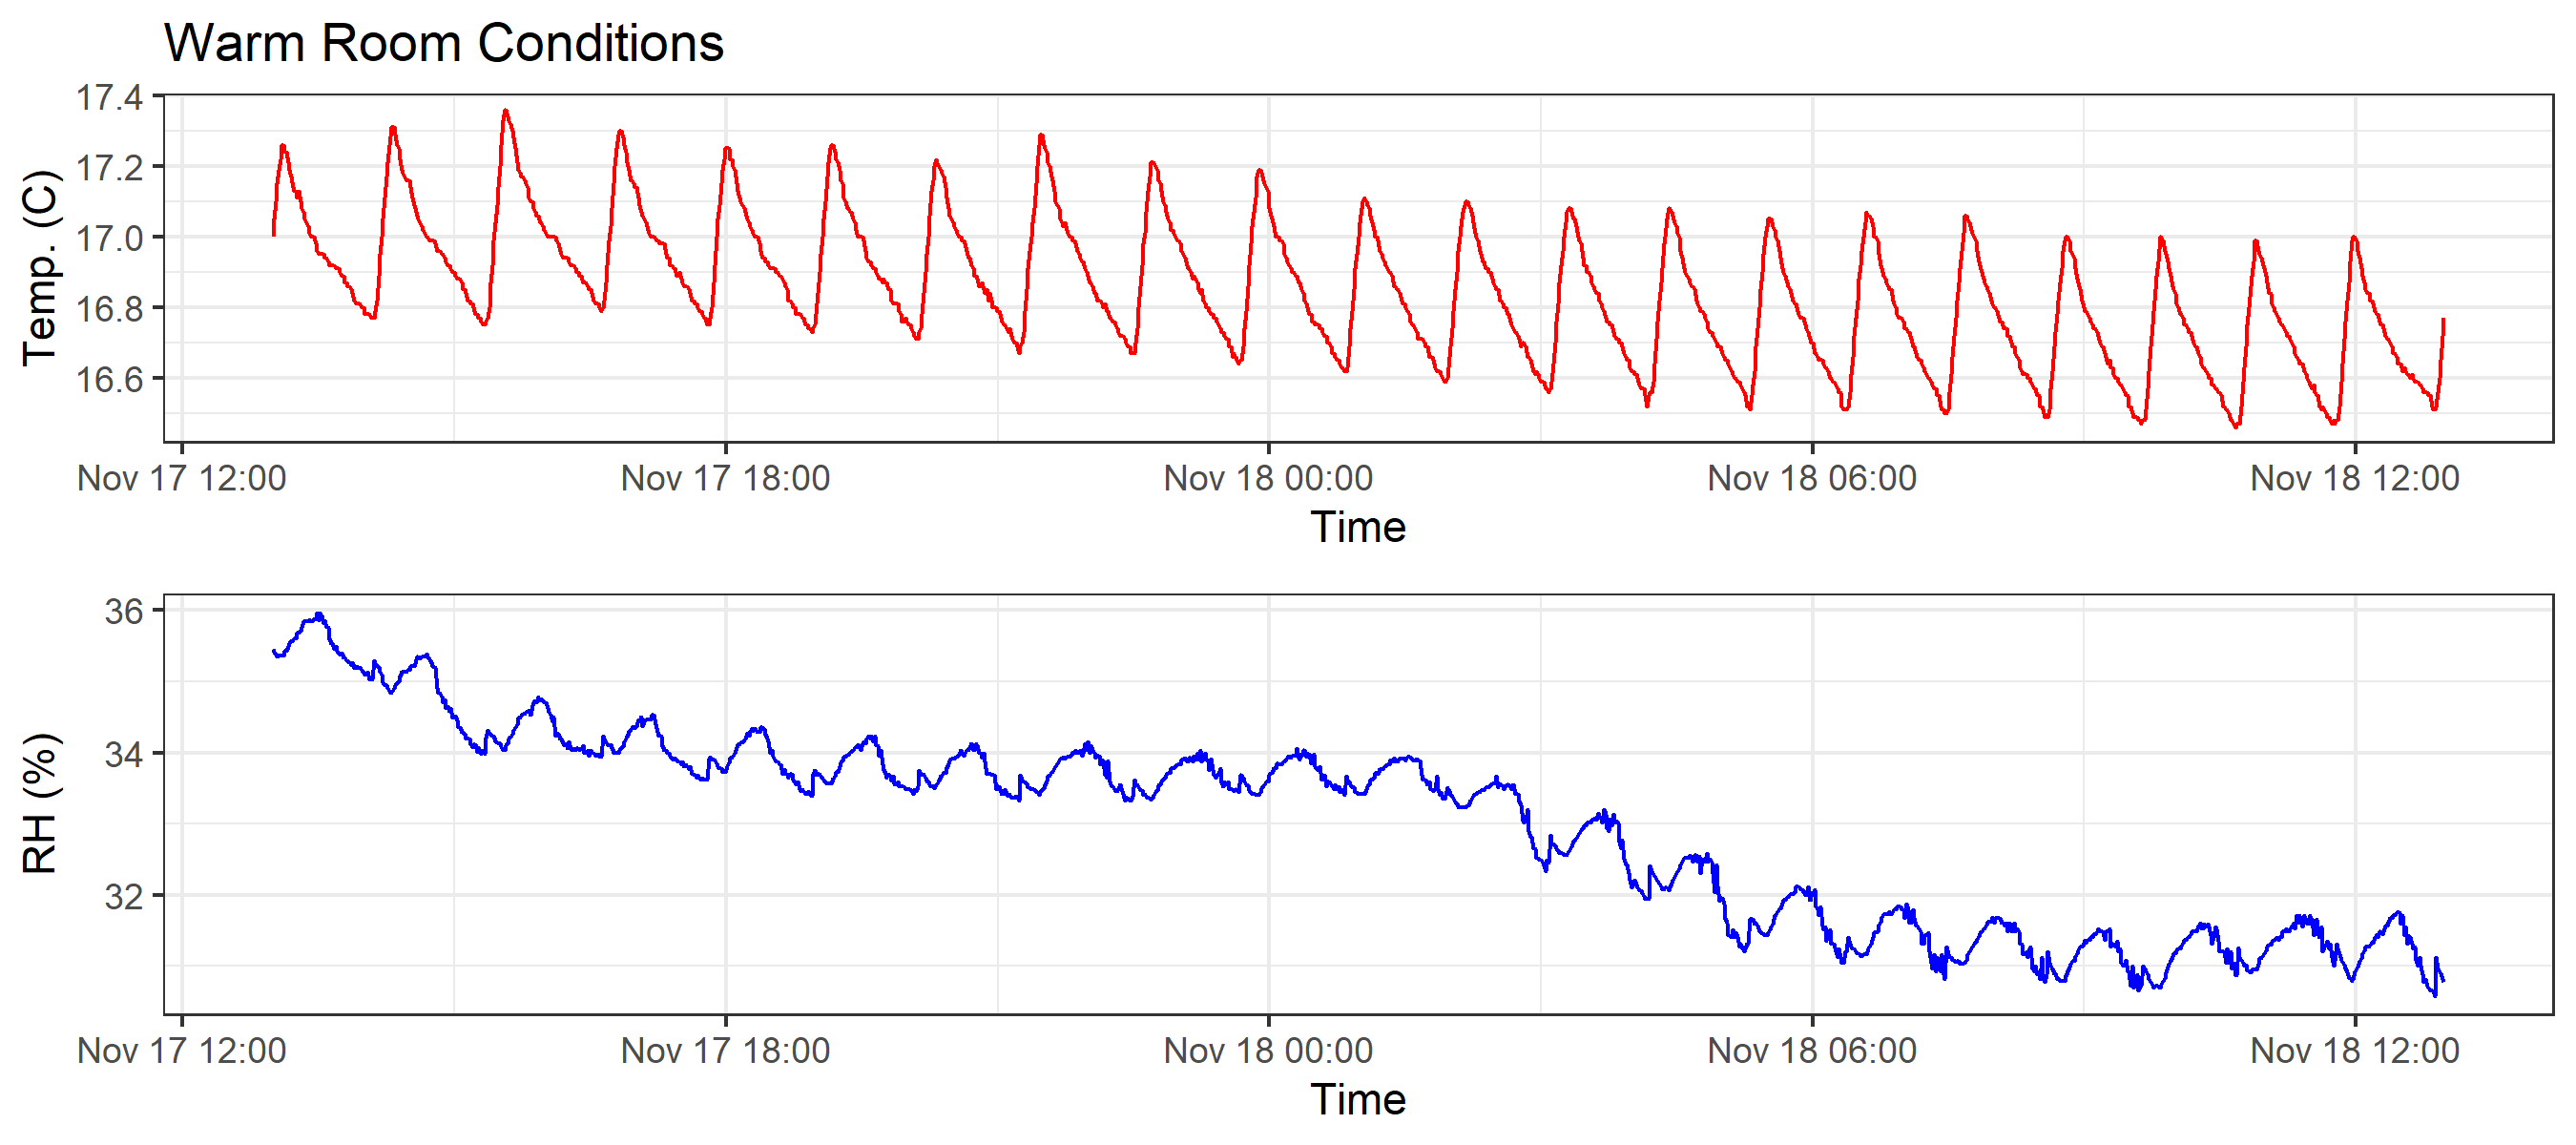 Warm Room Conditions
17.4
17.2
17.0
16.8
16.6
Temp. (C)
Nov 17 12:00 Nov 17 18:00 Nov 18 00:00 Nov 18 06:00 Nov 18 12:00
Time
36
34
32
RH (%)
Nov 17 12:00 Nov 17 18:00 Nov 18 00:00 Nov 18 06:00 Nov 18 12:00
Time